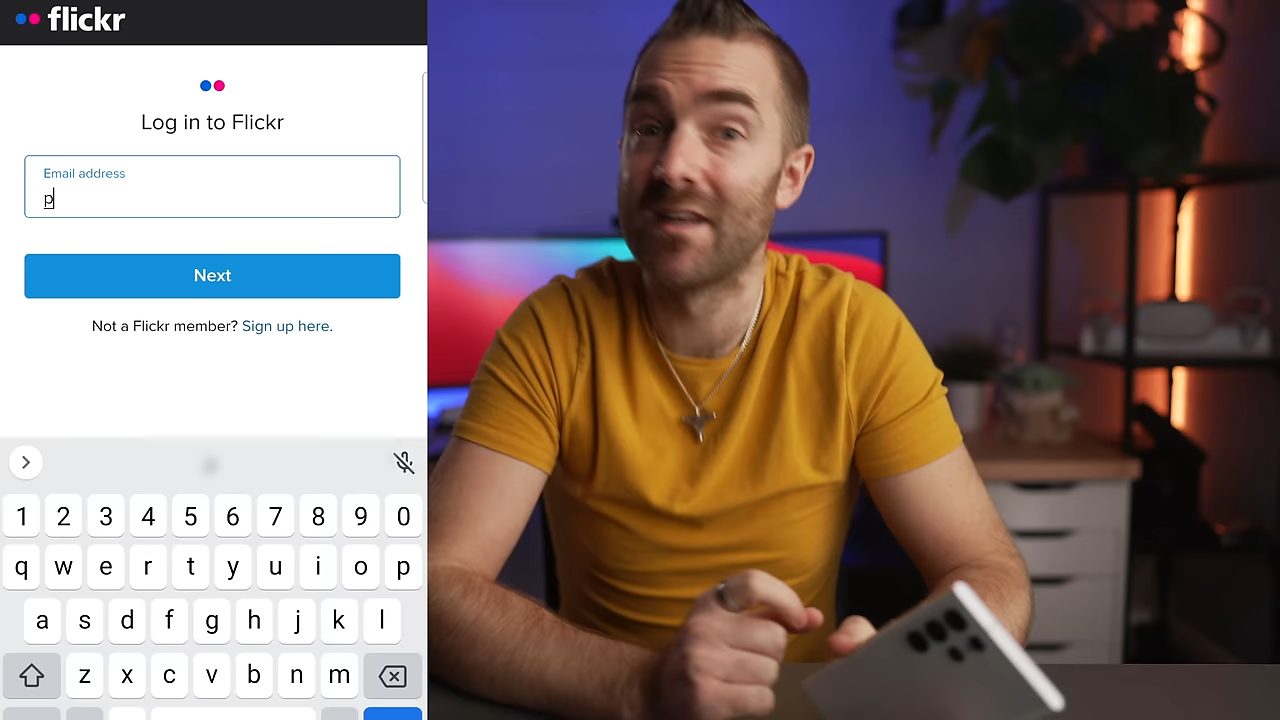 flickr
Log in to Flickr
Email address
p
Next
Not a Flickr member? Sign up here.
1 2 3 4 5 6 7 8 9 0
q w e r t y u i o p
a s d f g h j k l
z x c v b n m